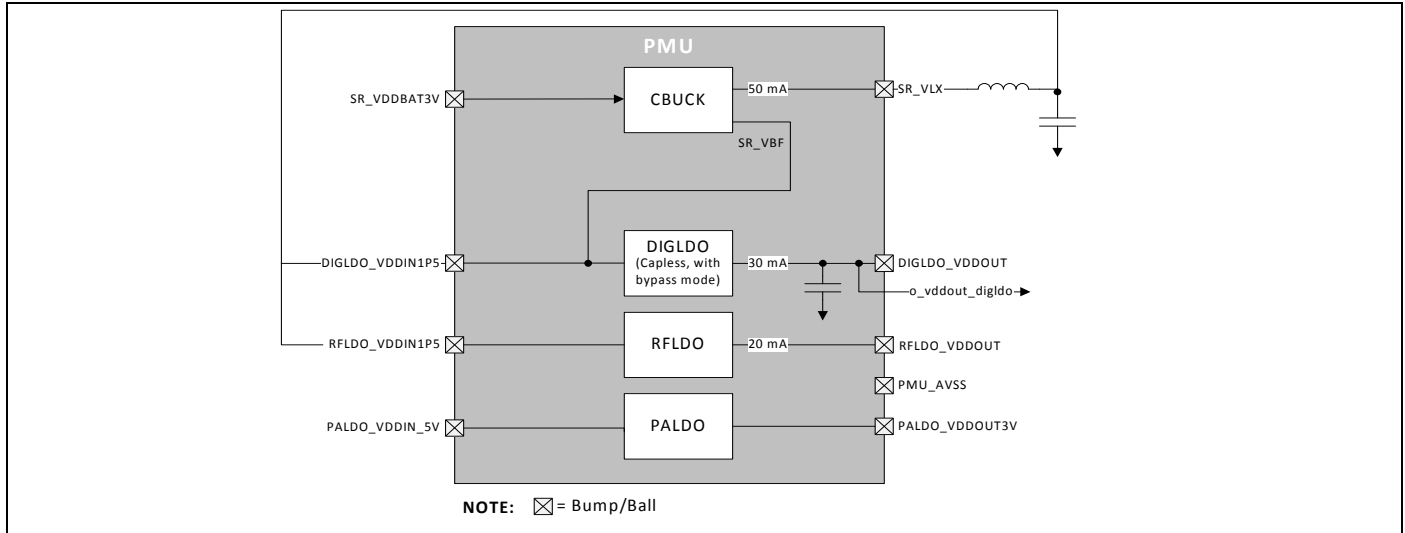 PMU
SR_VDDBAT3V
CBUCK
50 mA
SR_VLX
SR_VBF
DIGLDO_VDDIN1P5
DIGLDO
(Capless, with
bypass mode)
30 mA
DIGLDO_VDDOUT
o_vddout_digldo
RFLDO_VDDIN1P5
RFLDO
20 mA
RFLDO_VDDOUT
PMU_AVSS
PALDO_VDDIN_5V
PALDO
PALDO_VDDOUT3V
NOTE: = Bump/Ball